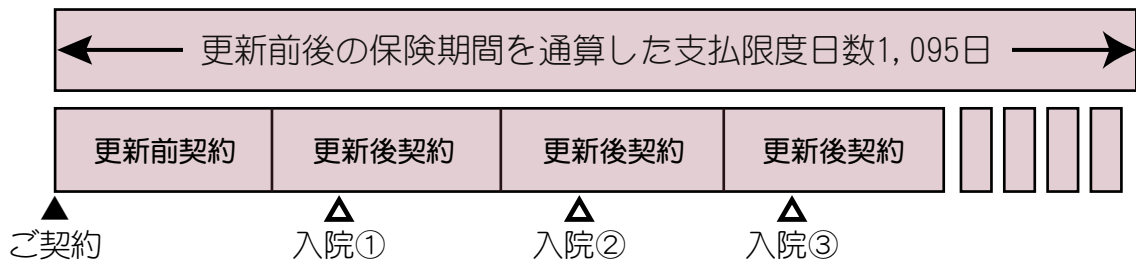 更新前後の保険期間を通算した支払限度日数1,095日
更新前契約 更新後契約 更新後契約 更新後契約
ご契約 入院① 入院② 入院③